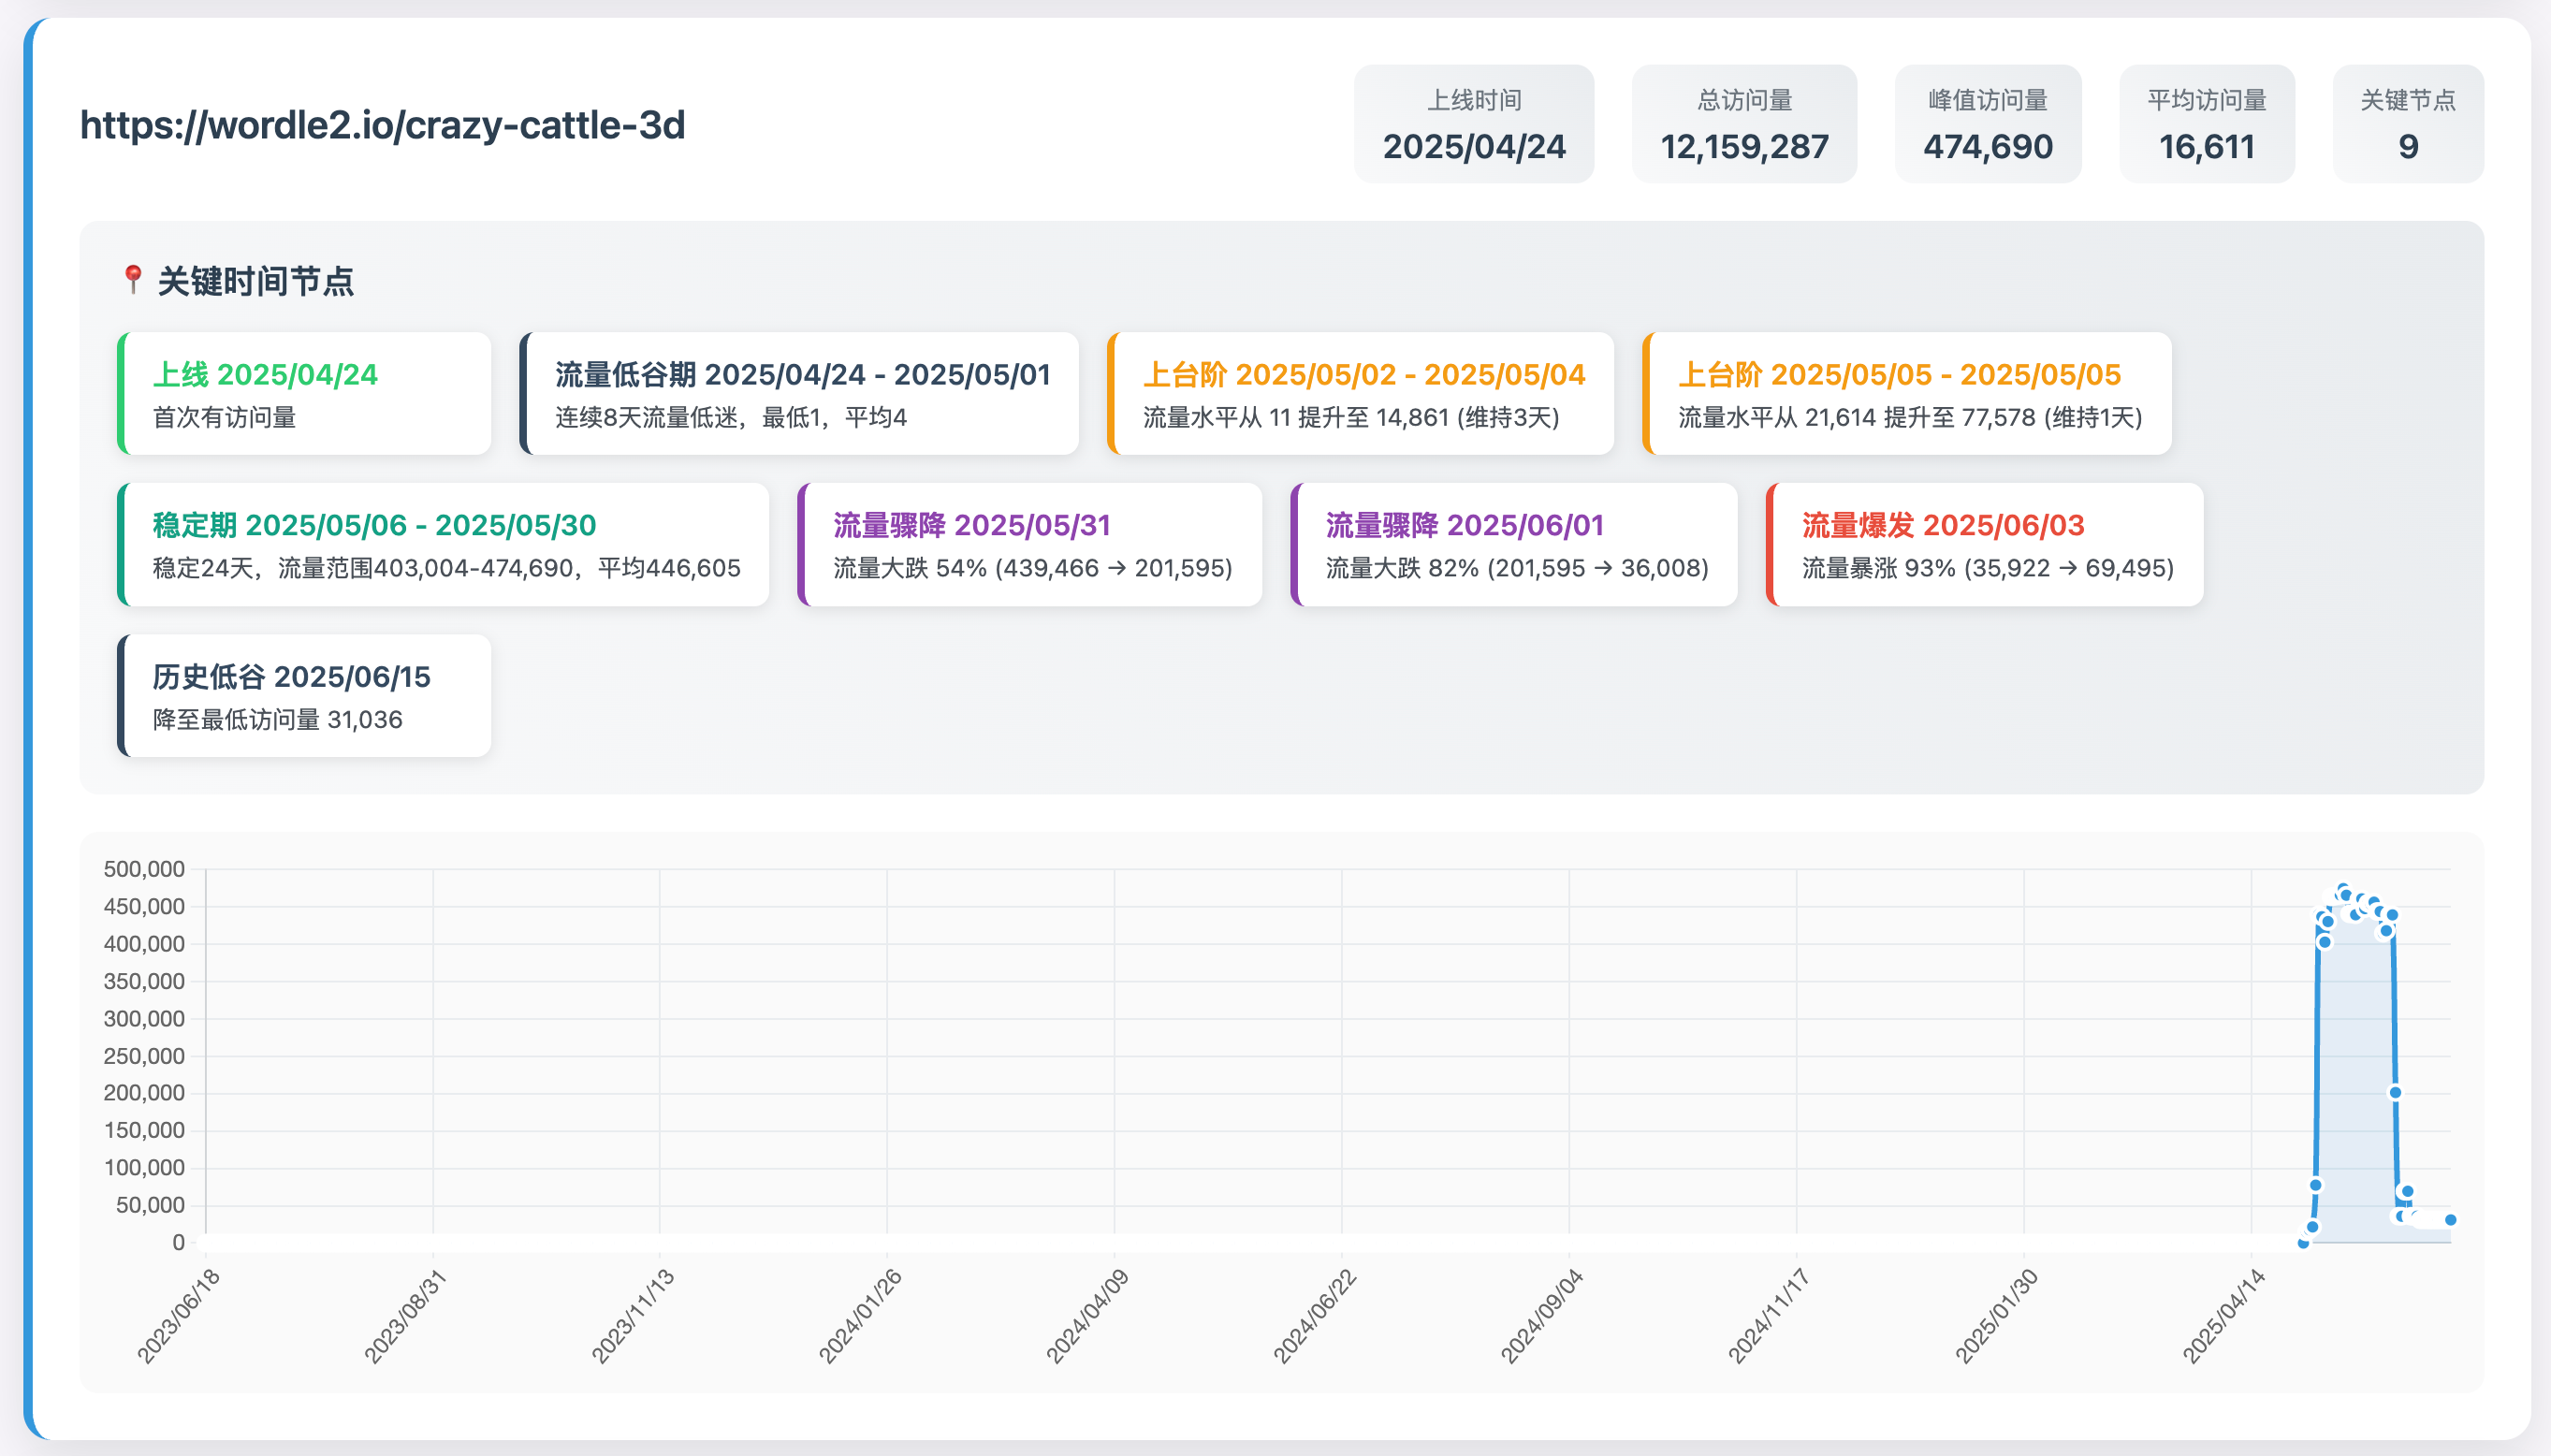 https://wordle2.io/crazy-cattle-3d
上线时间
2025/04/24
总访问量
12,159,287
峰值访问量
474,690
平均访问量
16,611
关键节点
9
📍 关键时间节点
上线 2025/04/24
首次有访问量
流量低谷期 2025/04/24 - 2025/05/01
连续8天流量低迷，最低1，平均4
上台阶 2025/05/02 - 2025/05/04
流量水平从 11 提升至 14,861 (维持3天)
上台阶 2025/05/05 - 2025/05/05
流量水平从 21,614 提升至 77,578 (维持1天)
稳定期 2025/05/06 - 2025/05/30
稳定24天，流量范围403,004-474,690，平均446,605
流量骤降 2025/05/31
流量大跌 54% (439,466 → 201,595)
流量骤降 2025/06/01
流量大跌 82% (201,595 → 36,008)
流量爆发 2025/06/03
流量暴涨 93% (35,922 → 69,495)
历史低谷 2025/06/15
降至最低访问量 31,036
500,000
450,000
400,000
350,000
300,000
250,000
200,000
150,000
100,000
50,000
0
2023/06/18
2023/08/31
2023/11/13
2024/01/26
2024/04/09
2024/06/22
2024/09/04
2024/11/17
2025/01/30
2025/04/14